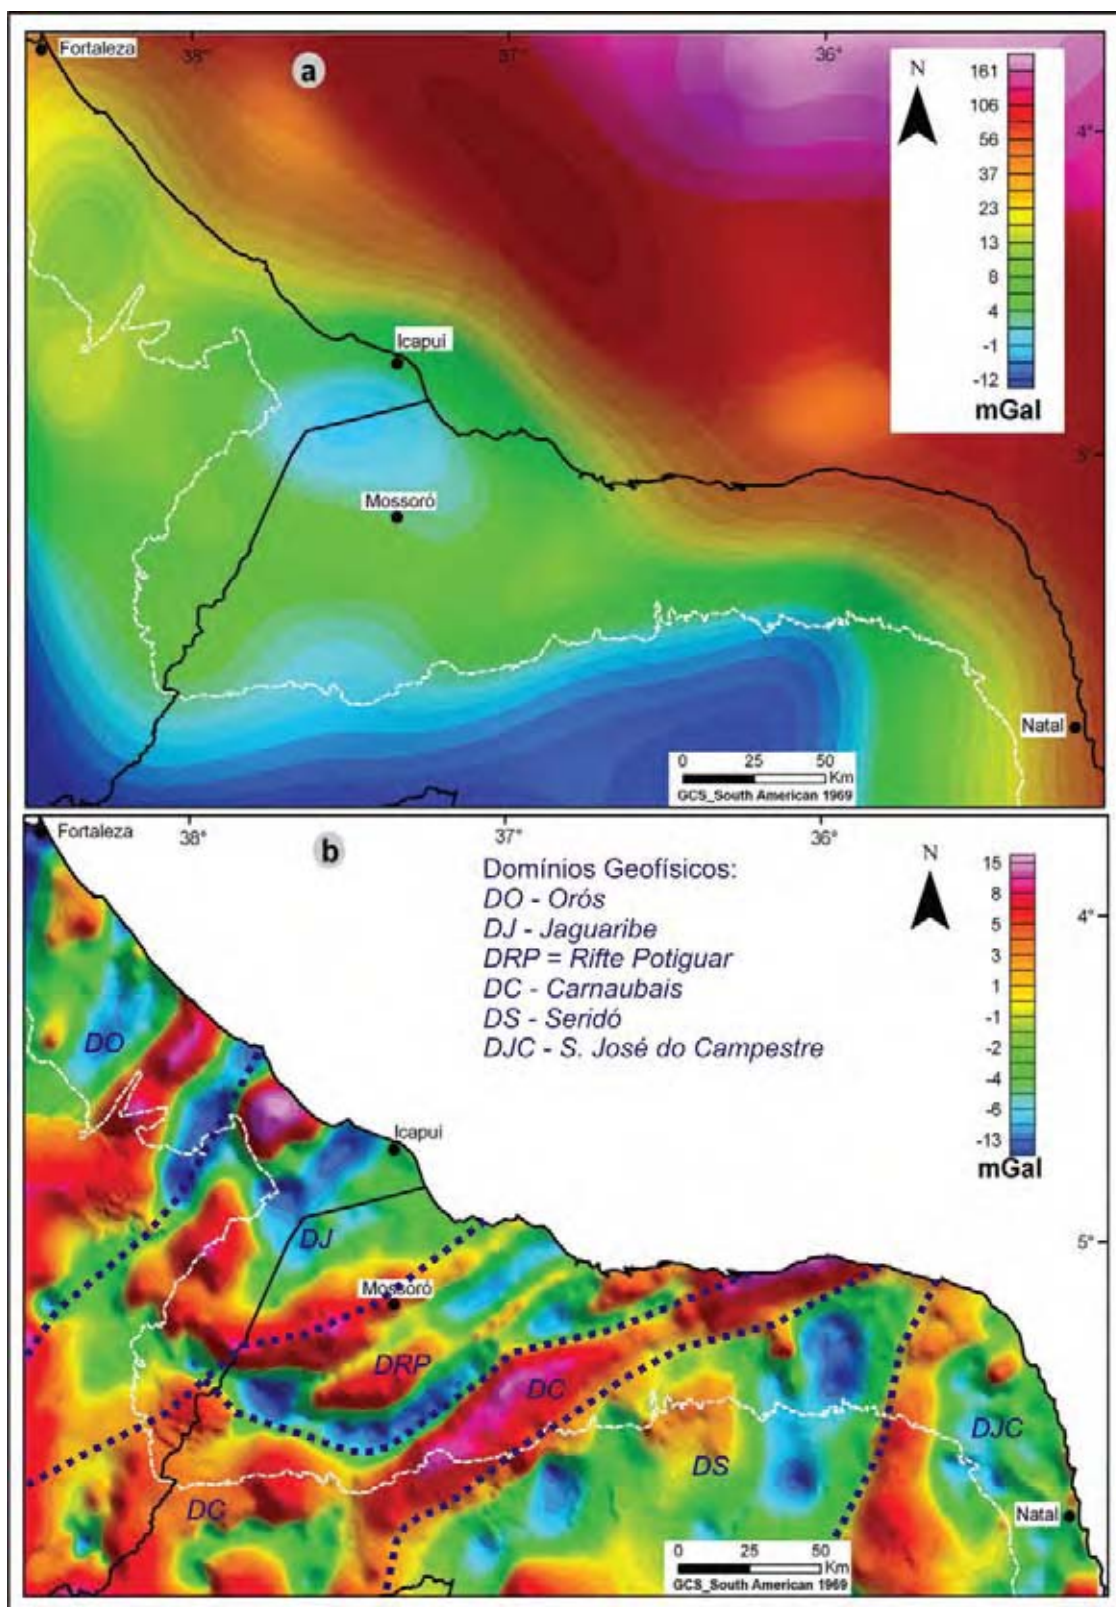 Fortaleza
38°
37°
36°
a
N
161
106
56
37
23
13
8
4
-1
-12
mGal
4°
Icapui
5°
Mossoró
Natal
0 25 50
Km
GCS_South American 1969
Fortaleza
38°
37°
36°
b
Domínios Geofísicos:
DO - Orós
DJ - Jaguaribe
DRP = Rifte Potiguar
DC - Carnaubais
DS - Seridó
DJC - S. José do Campestre
N
15
8
5
3
1
-1
-2
-4
-6
-13
mGal
4°
DO
Icapui
DJ
5°
Mossoró
DRP
DC
DJC
DS
DC
Natal
0 25 50
Km
GCS_South American 1969